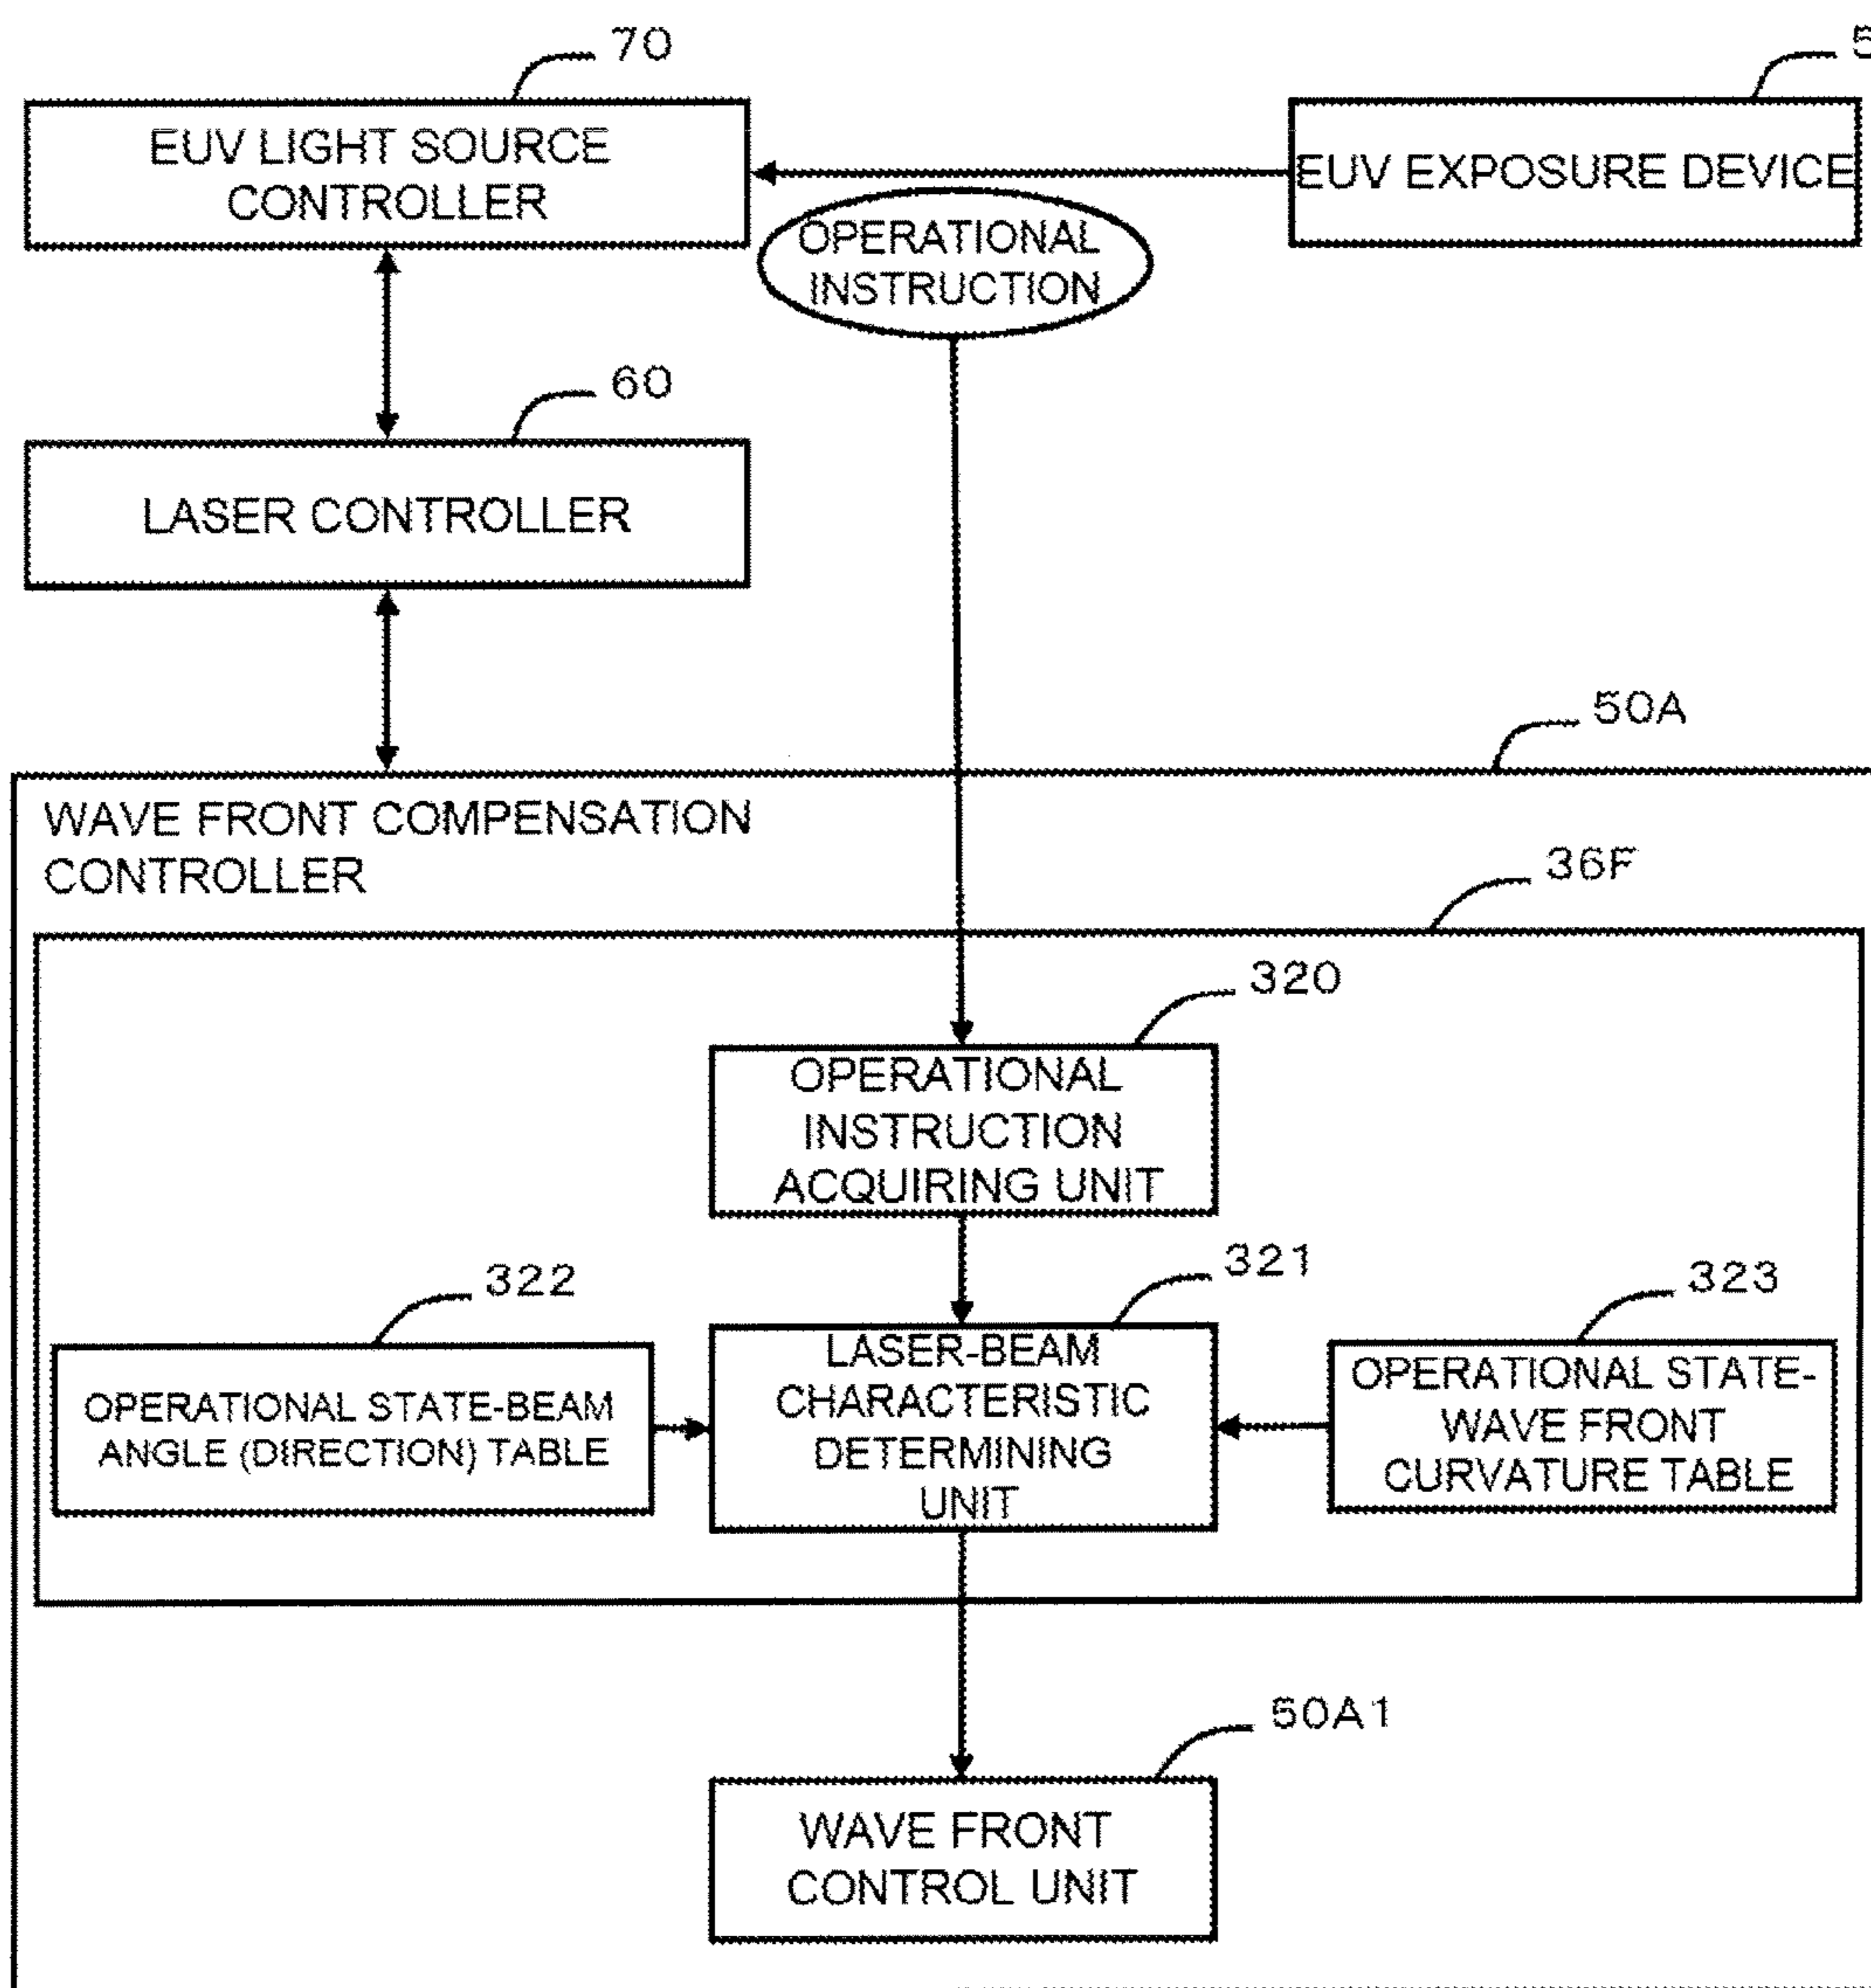 70
5
EUV LIGHT SOURCE
CONTROLLER
EUV EXPOSURE DEVICE
OPERATIONAL
INSTRUCTION
60
LASER CONTROLLER
50A
WAVE FRONT COMPENSATION
CONTROLLER
36F
320
OPERATIONAL
INSTRUCTION
ACQUIRING UNIT
322
321
323
OPERATIONAL STATE-BEAM
ANGLE (DIRECTION) TABLE
LASER-BEAM
CHARACTERISTIC
DETERMINING
UNIT
OPERATIONAL STATE-
WAVE FRONT
CURVATURE TABLE
50A1
WAVE FRONT
CONTROL UNIT